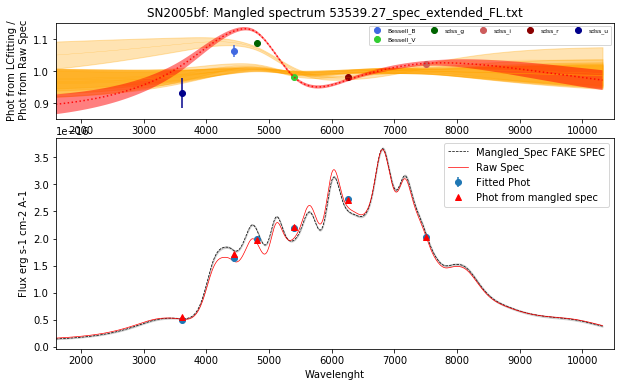 SN2005bf: Mangled spectrum 53539.27_spec_extended_FL.txt
Phot from LCfitting /
Phot from Raw Spec
1.1
1.0
0.9
Bessell_B
Bessell_V
sdss_g
sdss_i
sdss_r
sdss_u
2000 3000 4000 5000 6000 7000 8000 9000 10000
1e−16
Flux erg s-1 cm-2 A-1
3.5
3.0
2.5
2.0
1.5
1.0
0.5
0.0
Mangled_Spec FAKE SPEC
Raw Spec
Fitted Phot
Phot from mangled spec
2000 3000 4000 5000 6000 7000 8000 9000 10000
Wavelenght